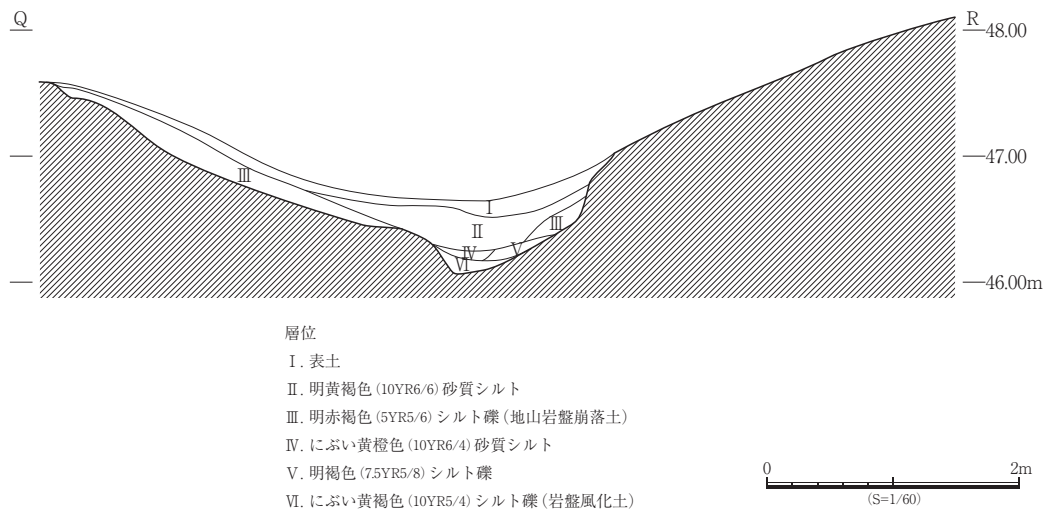 Q
R
48.00
47.00
46.00m
Ⅲ
Ⅰ
Ⅱ
Ⅲ
Ⅳ
Ⅴ
Ⅵ
層位
Ⅰ. 表土
Ⅱ. 明黄褐色 (10YR6/6) 砂質シルト
Ⅲ. 明赤褐色 (5YR5/6) シルト礫 (地山岩盤崩落土)
Ⅳ. にぶい黄橙色 (10YR6/4) 砂質シルト
Ⅴ. 明褐色 (7.5YR5/8) シルト礫
Ⅵ. にぶい黄褐色 (10YR5/4) シルト礫 (岩盤風化土)
0 2m
(S=1/60)